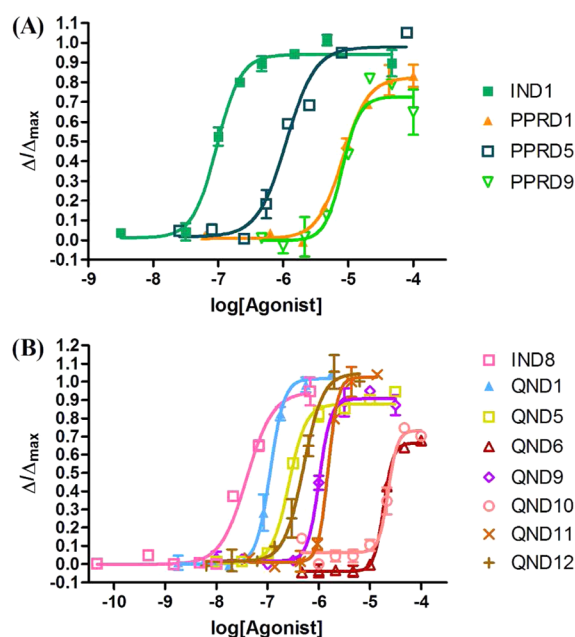 (A)
1.1
1.0
0.9
0.8
0.7
0.6
0.5
0.4
0.3
0.2
0.1
0.0
-0.1
Δ/Δmax
-9 -8 -7 -6 -5 -4
log[Agonist]
IND1
PPRD1
PPRD5
PPRD9
(B)
1.1
1.0
0.9
0.8
0.7
0.6
0.5
0.4
0.3
0.2
0.1
0.0
-0.1
Δ/Δmax
-10 -9 -8 -7 -6 -5 -4
log[Agonist]
IND8
QND1
QND5
QND6
QND9
QND10
QND11
QND12